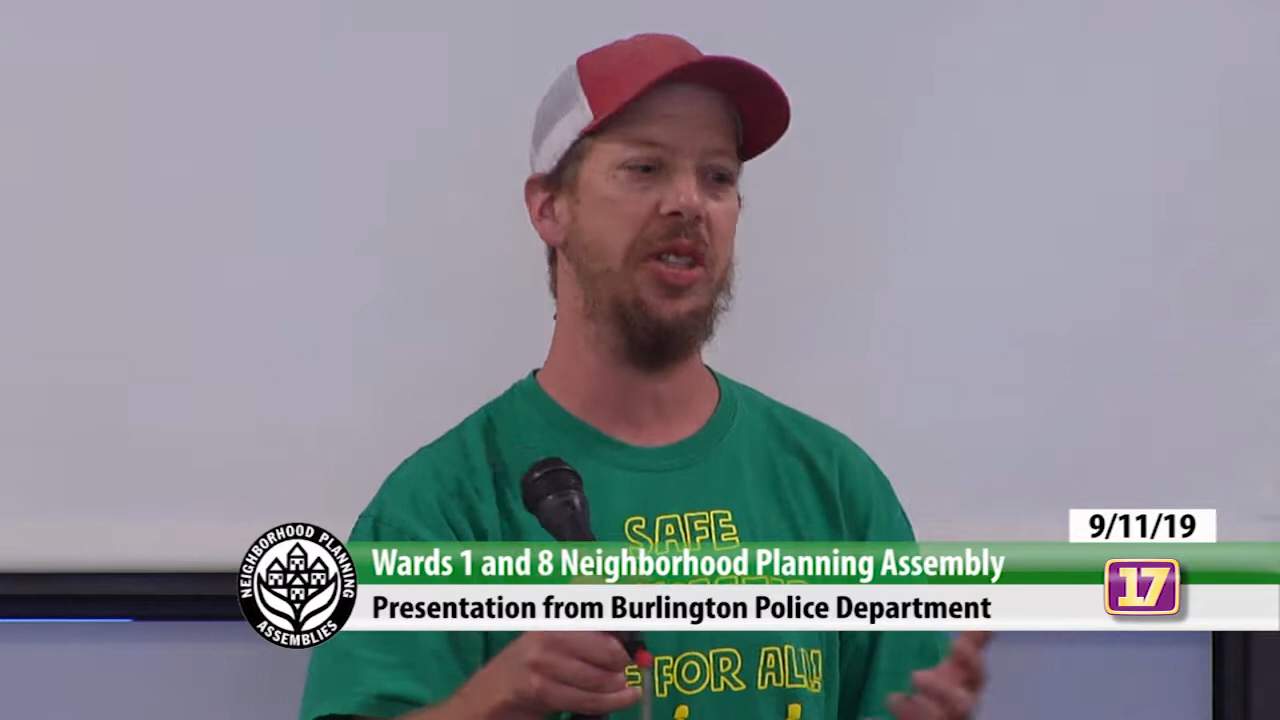 SAFE
FOR ALL!
9/11/19
NEIGHBORHOOD PLANNING
ASSEMBLIES
Wards 1 and 8 Neighborhood Planning Assembly
17
Presentation from Burlington Police Department